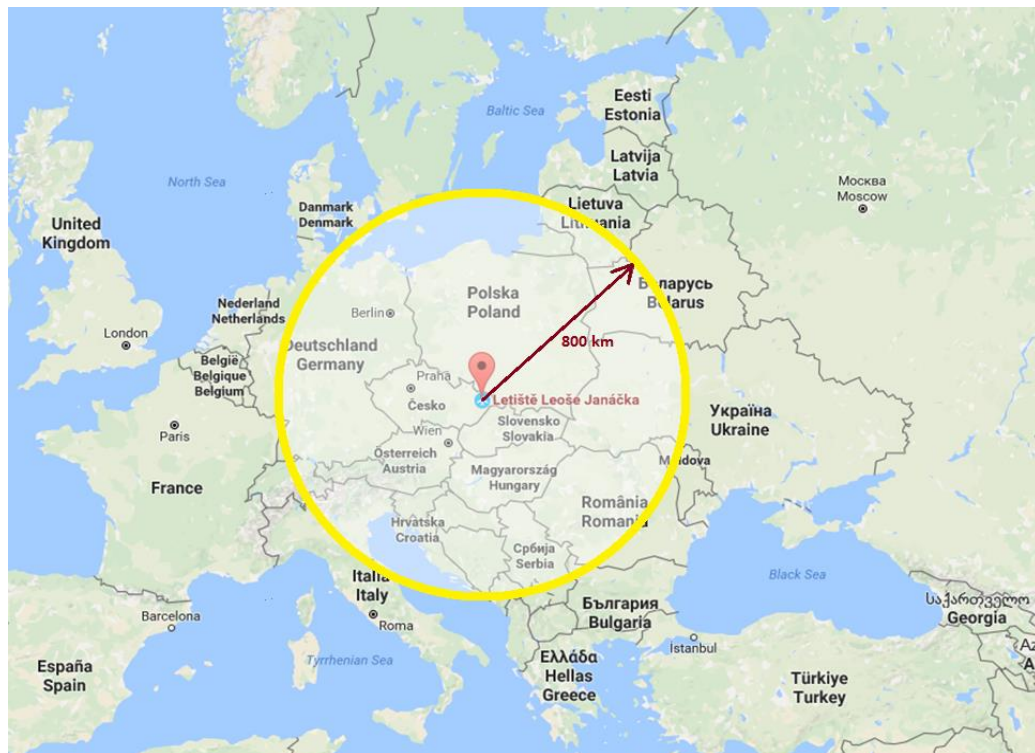 Eesti
Estonia
Baltic Sea
Latvija
Latvia
Москва
Moscow
North Sea
Danmark
Denmark
Lietuva
Lithuania
United
Kingdom
Беларусь
Belarus
Polska
Poland
Nederland
Netherlands
Berlin
London
800 km
Deutschland
Germany
België
Belgique
Belgium
Praha
Letiště Leoše Janáčka
Česko
Україна
Ukraine
Slovensko
Slovakia
Paris
Wien
Österreich
Austria
Moldova
Magyarország
Hungary
France
România
Romania
Hrvatska
Croatia
Србија
Serbia
Black Sea
Italia
Italy
България
Bulgaria
საქართველო
Georgia
Barcelona
Roma
İstanbul
Az
A
Tyrrhenian Sea
Ελλάδα
Hellas
Greece
España
Spain
Türkiye
Turkey